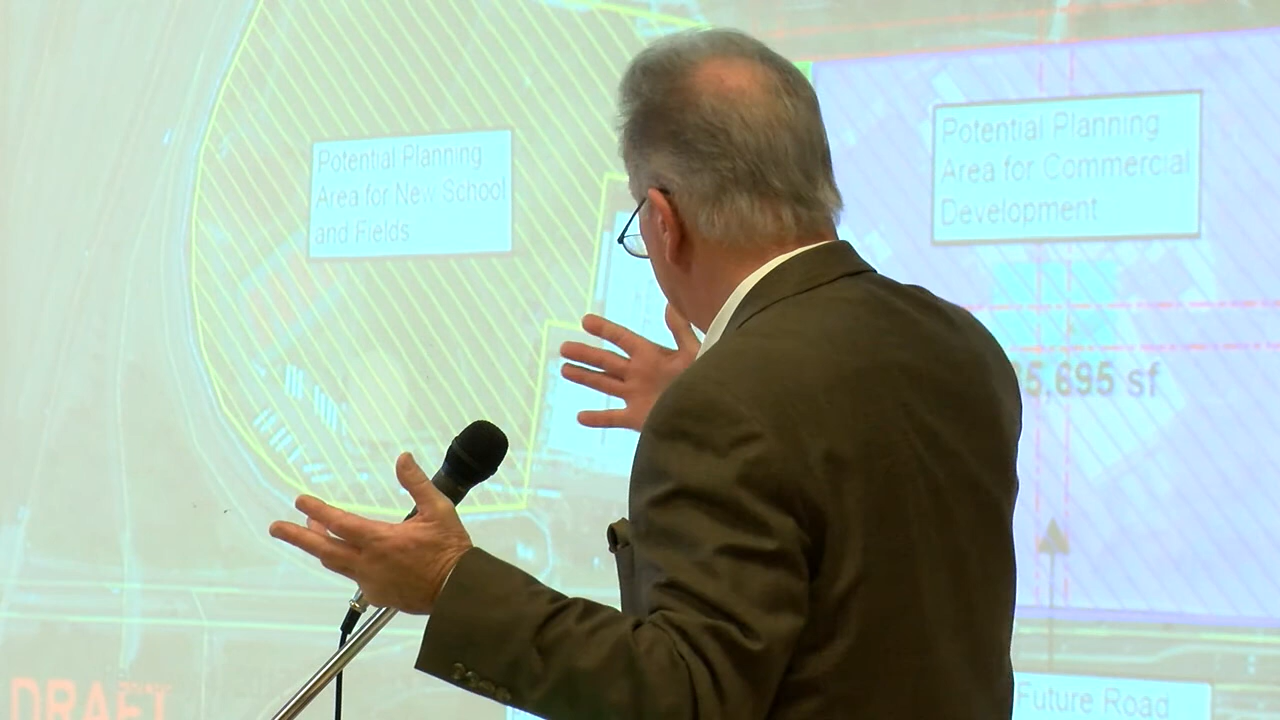 Potential Planning
Area for New School
and Fields
Potential Planning
Area for Commercial
Development
5,695 sf
DRAFT
Future Road